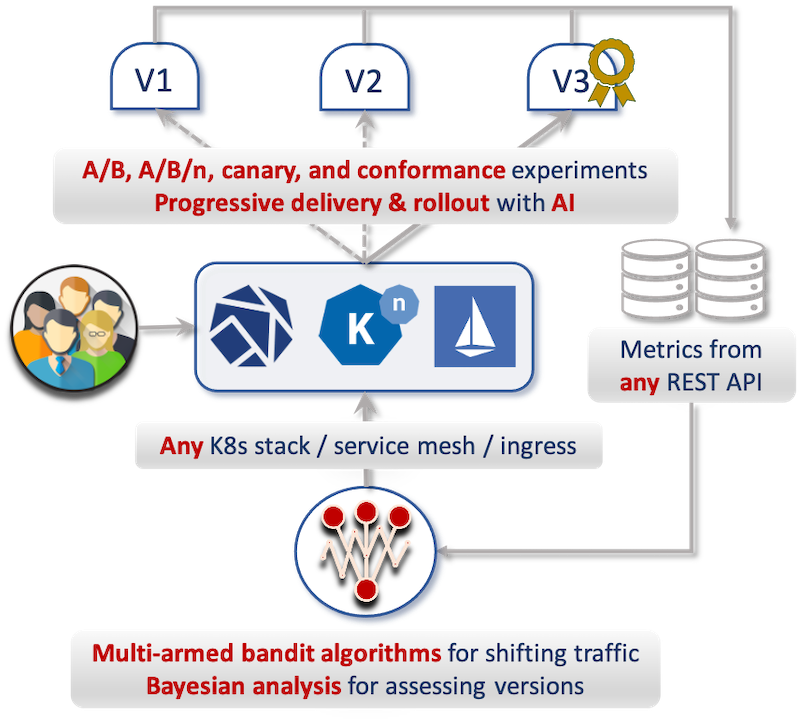 V1
V2
V3
A/B, A/B/n, canary, and conformance experiments
Progressive delivery & rollout with AI
K
n
Metrics from
any REST API
Any K8s stack / service mesh / ingress
Multi-armed bandit algorithms for shifting traffic
Bayesian analysis for assessing versions